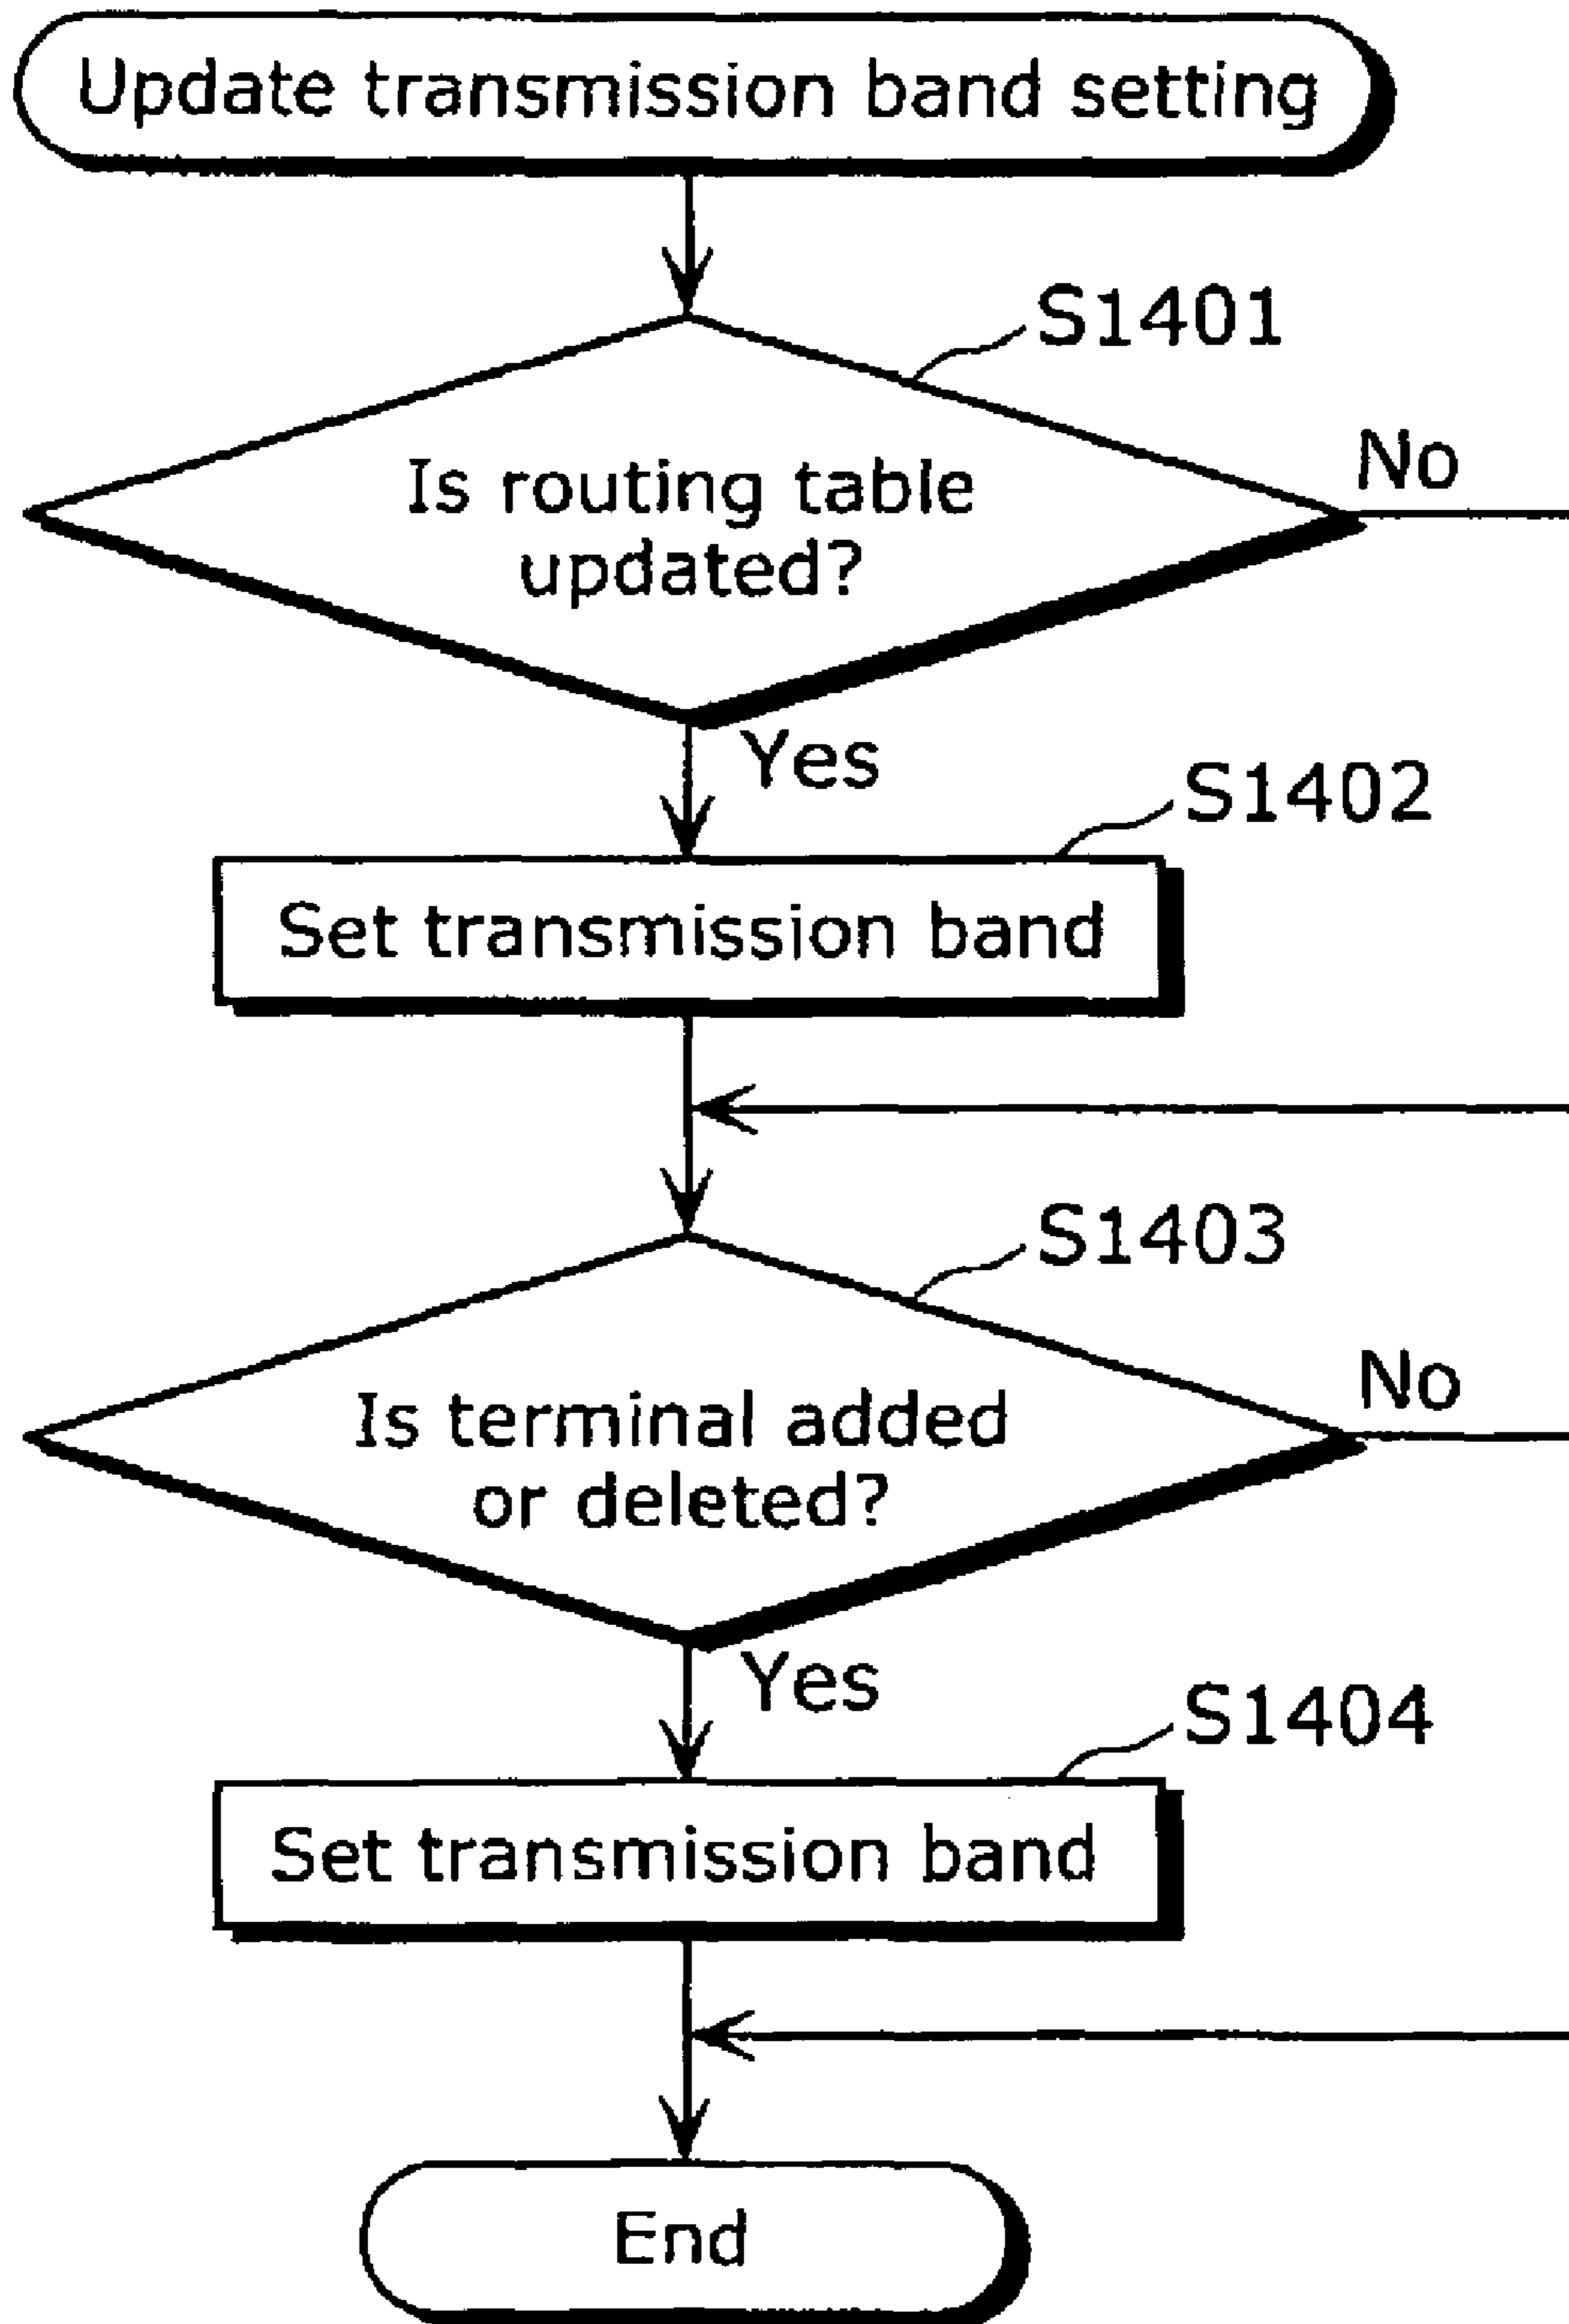 Update transmission band setting
S1401
Is routing table
updated?
No
Yes
S1402
Set transmission band
S1403
Is terminal added
or deleted?
No
Yes
S1404
Set transmission band
End